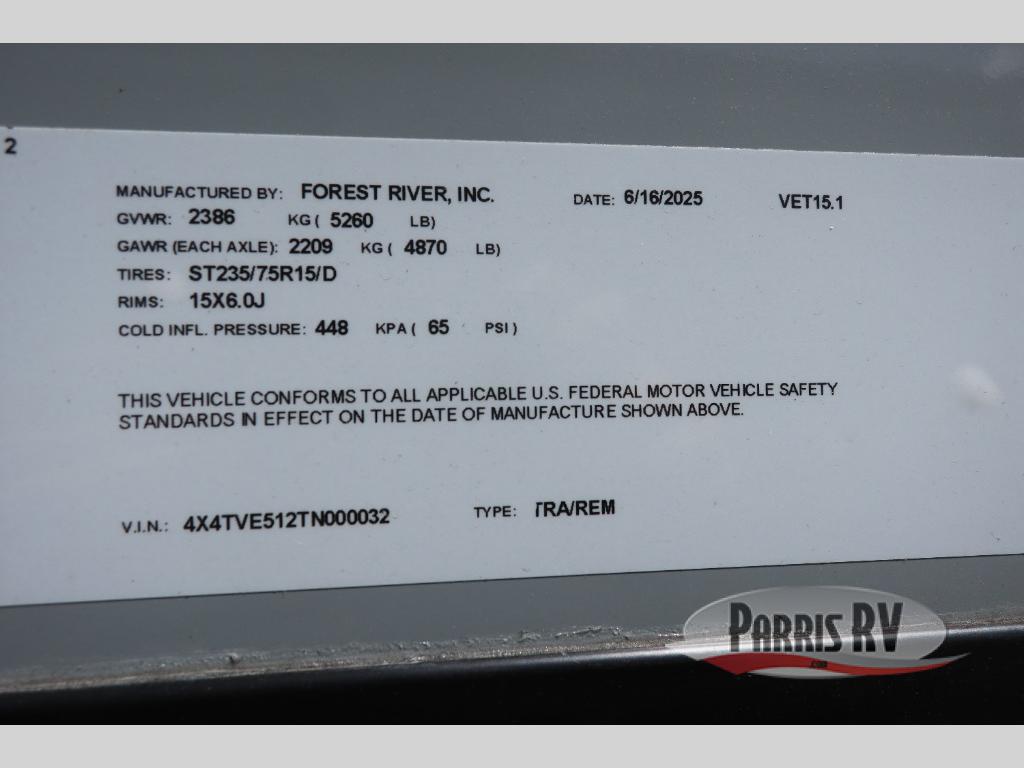 2
MANUFACTURED BY: FOREST RIVER, INC. DATE: 6/16/2025 VET15.1
GVWR: 2386 KG ( 5260 LB)
GAWR (EACH AXLE): 2209 KG ( 4870 LB)
TIRES: ST235/75R15/D
RIMS: 15X6.0J
COLD INFL. PRESSURE: 448 KPA ( 65 PSI )
THIS VEHICLE CONFORMS TO ALL APPLICABLE U.S. FEDERAL MOTOR VEHICLE SAFETY
STANDARDS IN EFFECT ON THE DATE OF MANUFACTURE SHOWN ABOVE.
V.I.N.: 4X4TVE512TN000032 TYPE: TRA/REM
PARRIS RV
.com